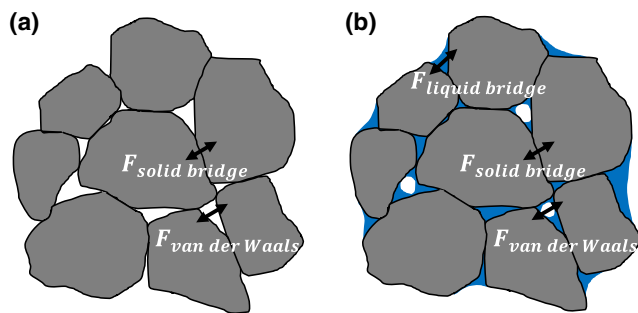 (a)
F solid bridge
F van der Waals
(b)
F liquid bridge
F solid bridge
F van der Waals